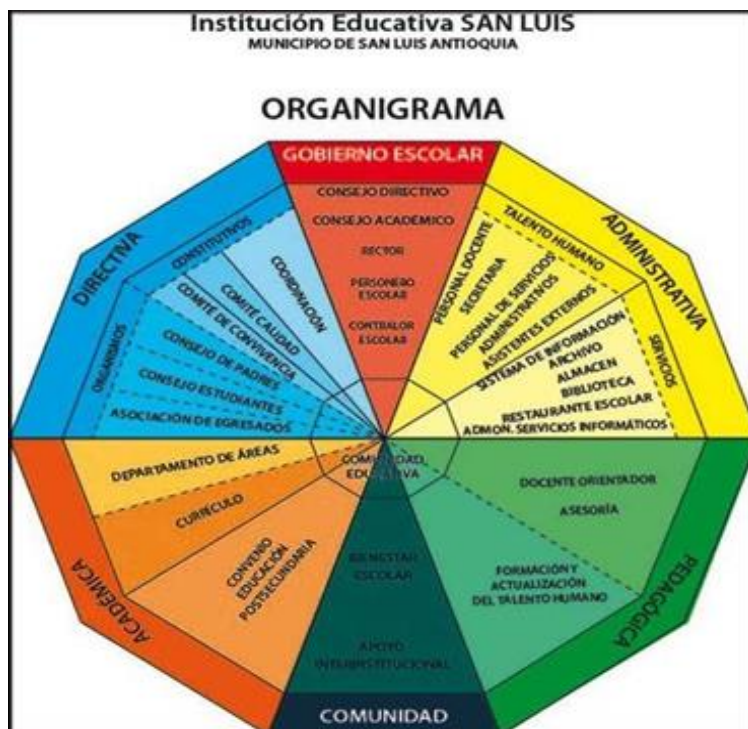 Institución Educativa SAN LUIS
MUNICIPIO DE SAN LUIS ANTIOQUIA
ORGANIGRAMA
GOBIERNO ESCOLAR
CONSEJO DIRECTIVO
CONSEJO ACADÉMICO
RECTOR
PERSONERO
ESCOLAR
CONTRALOR
ESCOLAR
DIRECTIVA
CONSTITUTIVOS
COORDINACIÓN
COMITÉ CALIDAD
COMITE DE CONVIVENCIA
ORGANISMOS
CONSEJO DE PADRES
CONSEJO ESTUDIANTES
ASOCIACIÓN DE EGRESADOS
ADMINISTRATIVA
TALENTO HUMANO
PERSONAL DOCENTE
SECRETARIA
PERSONAL DE SERVICIOS
ADMINISTRATIVOS
ASISTENTES EXTERNOS
SERVICIOS
SISTEMA DE INFORMACIÓN
ARCHIVO
ALMACEN
BIBLIOTECA
RESTAURANTE ESCOLAR
ADMON. SERVICIOS INFORMÁTICOS
COMUNIDAD
EDUCATIVA
ACADÉMICA
DEPARTAMENTO DE ÁREAS
CURRÍCULO
CONVENIO
EDUCACIÓN
POSTSECUNDARIA
BIENESTAR
ESCOLAR
APOYO
INTERINSTITUCIONAL
COMUNIDAD
PEDAGÓGICA
DOCENTE ORIENTADOR
ASESORÍA
FORMACIÓN Y
ACTUALIZACIÓN
DEL TALENTO HUMANO